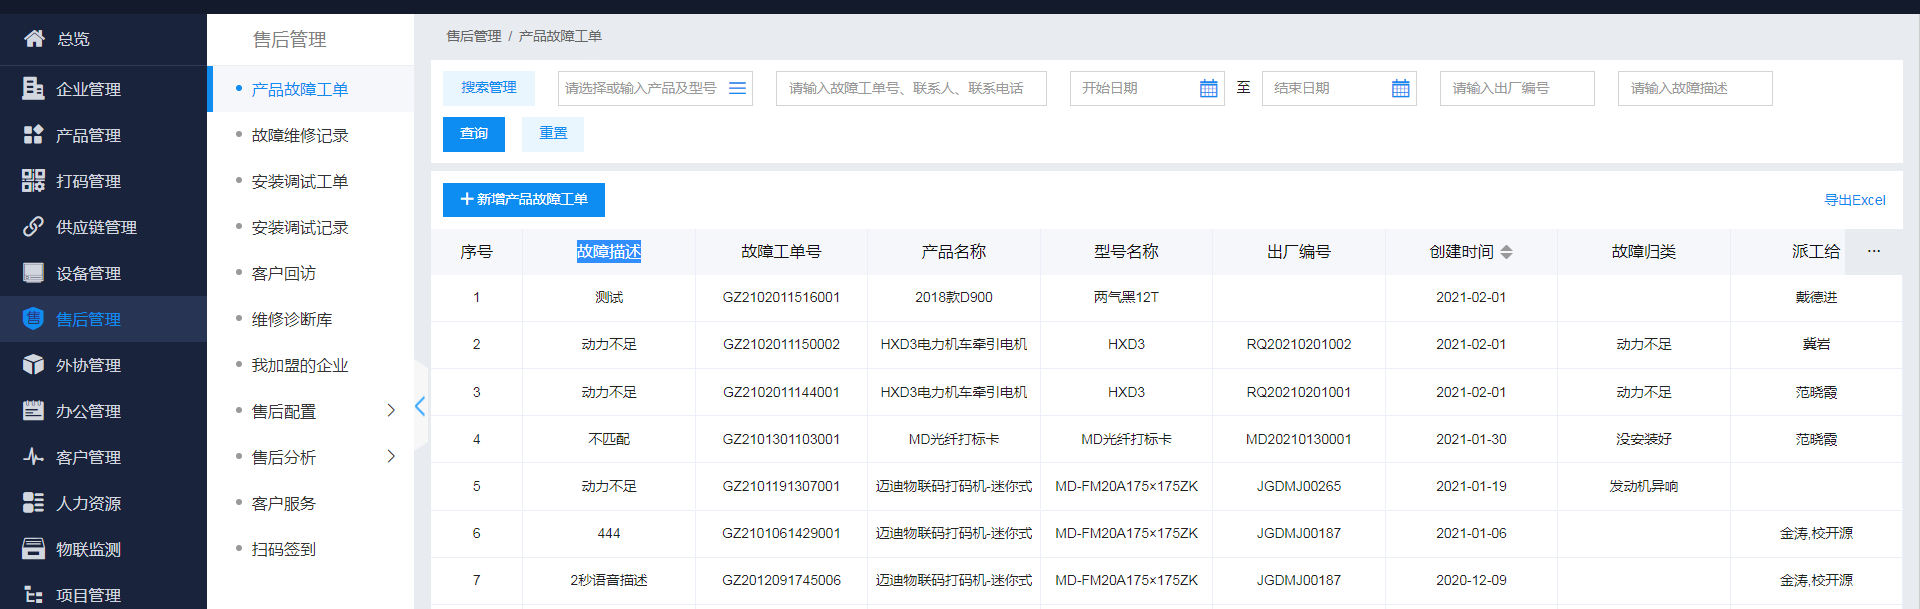 总览
企业管理
产品管理
打码管理
供应链管理
设备管理
售后管理
外协管理
办公管理
客户管理
人力资源
物联监测
项目管理
售后管理
产品故障工单
故障维修记录
安装调试工单
安装调试记录
客户回访
维修诊断库
我加盟的企业
售后配置
售后分析
客户服务
扫码签到
售后管理 / 产品故障工单
搜索管理 请选择或输入产品及型号 请输入故障工单号、联系人、联系电话 开始日期 至 结束日期 请输入出厂编号 请输入故障描述
查询 重置
新增产品故障工单 导出Excel
序号 故障描述 故障工单号 产品名称 型号名称 出厂编号 创建时间 故障归类 派工给 ...
1 测试 GZ2102011516001 2018款D900 两气黑12T 2021-02-01 戴德进
2 动力不足 GZ2102011150002 HXD3电力机车牵引电机 HXD3 RQ20210201002 2021-02-01 动力不足 冀岩
3 动力不足 GZ2102011144001 HXD3电力机车牵引电机 HXD3 RQ20210201001 2021-02-01 动力不足 范晓霞
4 不匹配 GZ2101301103001 MD光纤打标卡 MD光纤打标卡 MD20210130001 2021-01-30 没安装好 范晓霞
5 动力不足 GZ2101191307001 迈迪物联码打码机-迷你式 MD-FM20A175×175ZK JGDMJ00265 2021-01-19 发动机异响
6 444 GZ2101061429001 迈迪物联码打码机-迷你式 MD-FM20A175×175ZK JGDMJ00187 2021-01-06 金涛,校开源
7 2秒语音描述 GZ2012091745006 迈迪物联码打码机-迷你式 MD-FM20A175×175ZK JGDMJ00187 2020-12-09 金涛,校开源